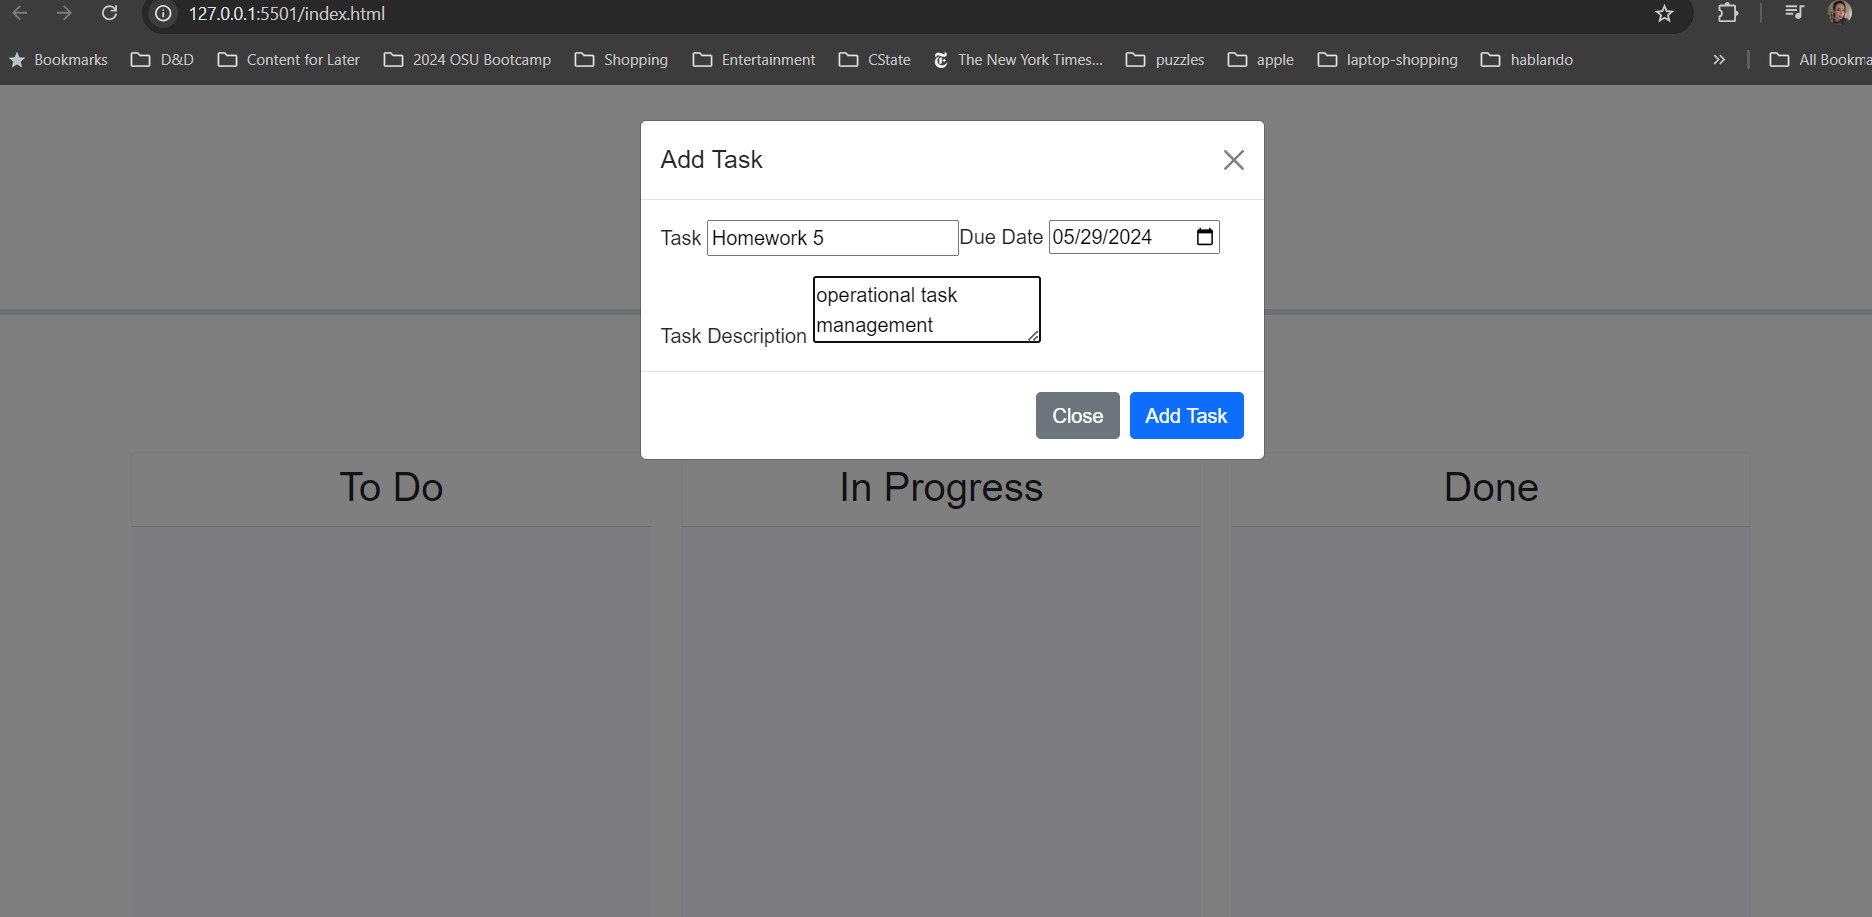 127.0.0.1:5501/index.html
Bookmarks D&D Content for Later 2024 OSU Bootcamp Shopping Entertainment CState The New York Times... puzzles apple laptop-shopping hablando » All Bookma
Add Task
Task Homework 5 Due Date 05/29/2024
operational task
management
Task Description
Close Add Task
To Do In Progress Done